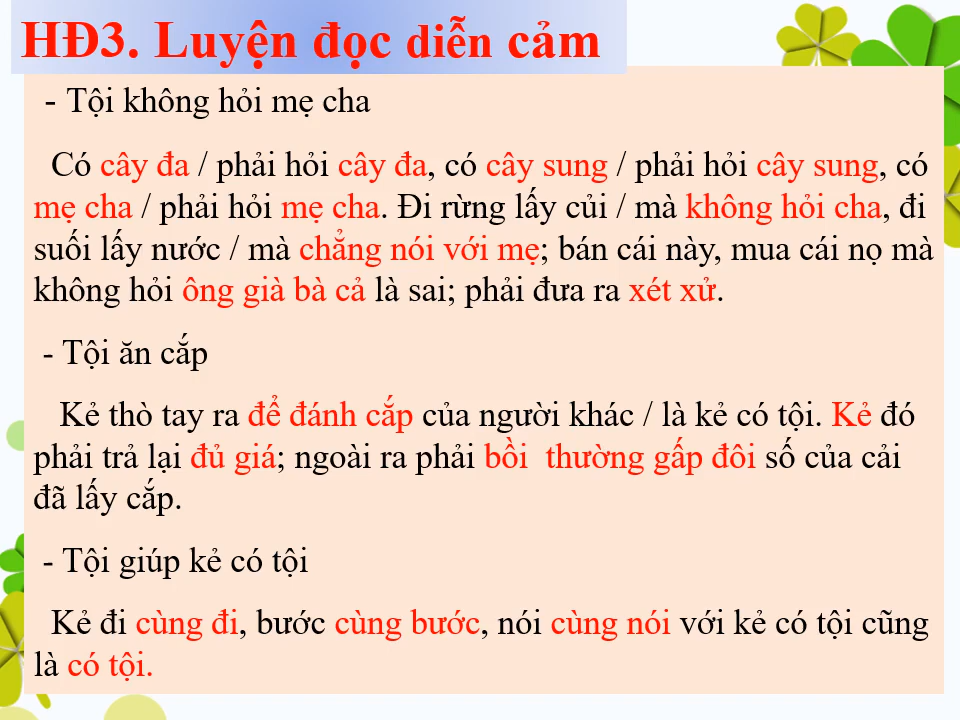 HĐ3. Luyện đọc diễn cảm
- Tội không hỏi mẹ cha
Có cây đa / phải hỏi cây đa, có cây sung / phải hỏi cây sung, có
mẹ cha / phải hỏi mẹ cha. Đi rừng lấy củi / mà không hỏi cha, đi
suối lấy nước / mà chẳng nói với mẹ; bán cái này, mua cái nọ mà
không hỏi ông già bà cả là sai; phải đưa ra xét xử.
- Tội ăn cắp
Kẻ thò tay ra để đánh cắp của người khác / là kẻ có tội. Kẻ đó
phải trả lại đủ giá; ngoài ra phải bồi thường gấp đôi số của cải
đã lấy cắp.
- Tội giúp kẻ có tội
Kẻ đi cùng đi, bước cùng bước, nói cùng nói với kẻ có tội cũng
là có tội.